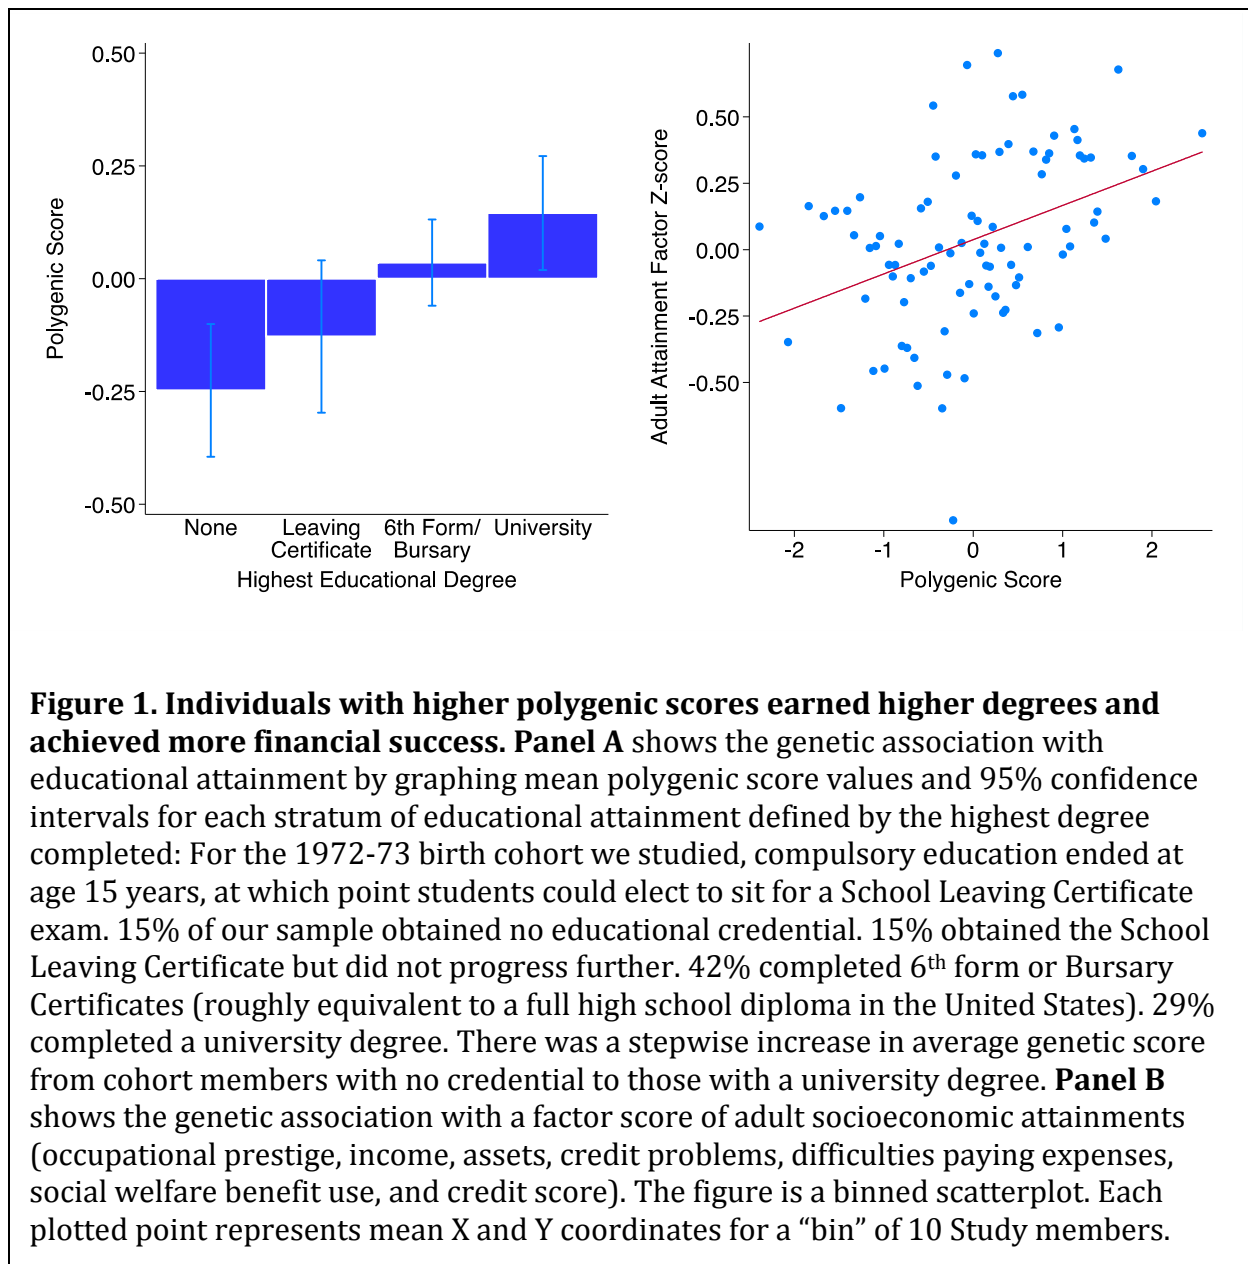 0.50
0.25
0.00
-0.25
-0.50
Polygenic Score
None
Leaving
Certificate
6th Form/
Bursary
University
Highest Educational Degree
0.50
0.25
0.00
-0.25
-0.50
Adult Attainment Factor Z-score
-2
-1
0
1
2
Polygenic Score
Figure 1. Individuals with higher polygenic scores earned higher degrees and
achieved more financial success. Panel A shows the genetic association with
educational attainment by graphing mean polygenic score values and 95% confidence
intervals for each stratum of educational attainment defined by the highest degree
completed: For the 1972-73 birth cohort we studied, compulsory education ended at
age 15 years, at which point students could elect to sit for a School Leaving Certificate
exam. 15% of our sample obtained no educational credential. 15% obtained the School
Leaving Certificate but did not progress further. 42% completed 6th form or Bursary
Certificates (roughly equivalent to a full high school diploma in the United States). 29%
completed a university degree. There was a stepwise increase in average genetic score
from cohort members with no credential to those with a university degree. Panel B
shows the genetic association with a factor score of adult socioeconomic attainments
(occupational prestige, income, assets, credit problems, difficulties paying expenses,
social welfare benefit use, and credit score). The figure is a binned scatterplot. Each
plotted point represents mean X and Y coordinates for a “bin” of 10 Study members.